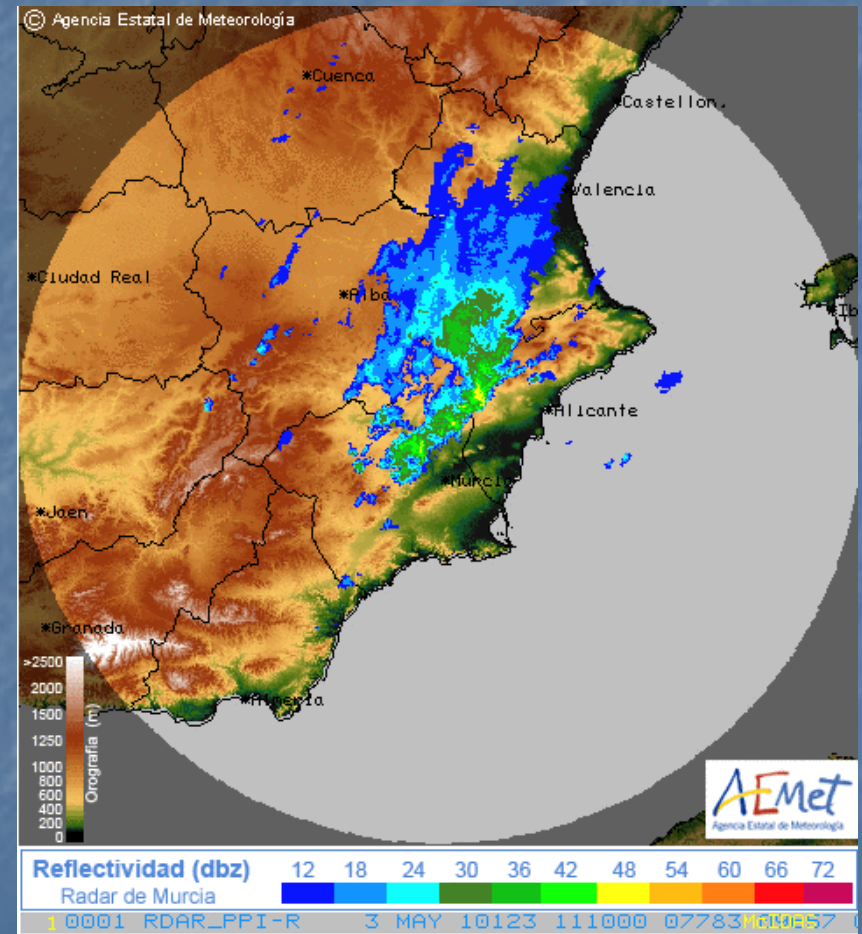 © Agencia Estatal de Meteorología
*Cuenca
*Castellon.
Valencia
*Ciudad Real
*Alba
Ib
*Alicante
*Murcia
*Jaen
*Granada
*Almeria
>2500
2000
1500
1250
1000
800
600
400
200
0
Orografía (m)
AEMet
Agencia Estatal de Meteorología
Reflectividad (dbz) 12 18 24 30 36 42 48 54 60 66 72
Radar de Murcia
1 0001 RDAR_PPI-R 3 MAY 10123 111000 07783